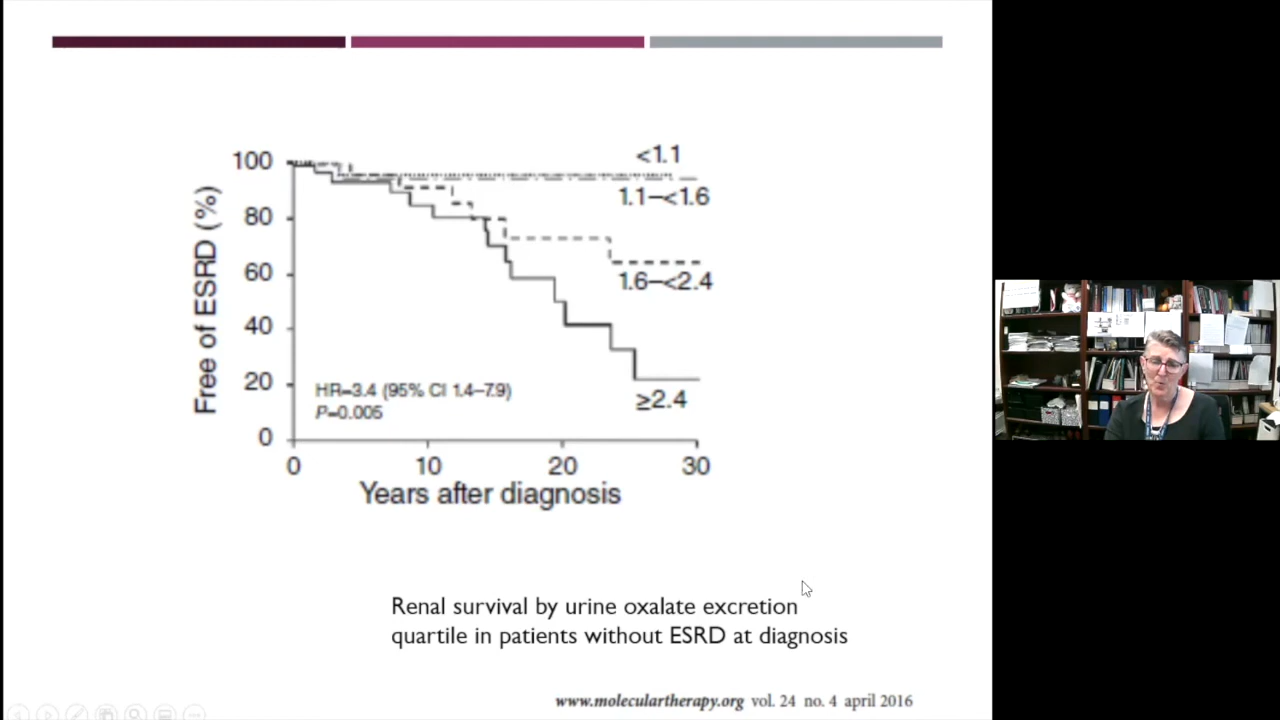 100
80
60
40
20
0
Free of ESRD (%)
<1.1
1.1–<1.6
1.6–<2.4
≥2.4
HR=3.4 (95% CI 1.4–7.9)
P=0.005
0 10 20 30
Years after diagnosis
Renal survival by urine oxalate excretion
quartile in patients without ESRD at diagnosis
www.moleculartherapy.org vol. 24 no. 4 april 2016